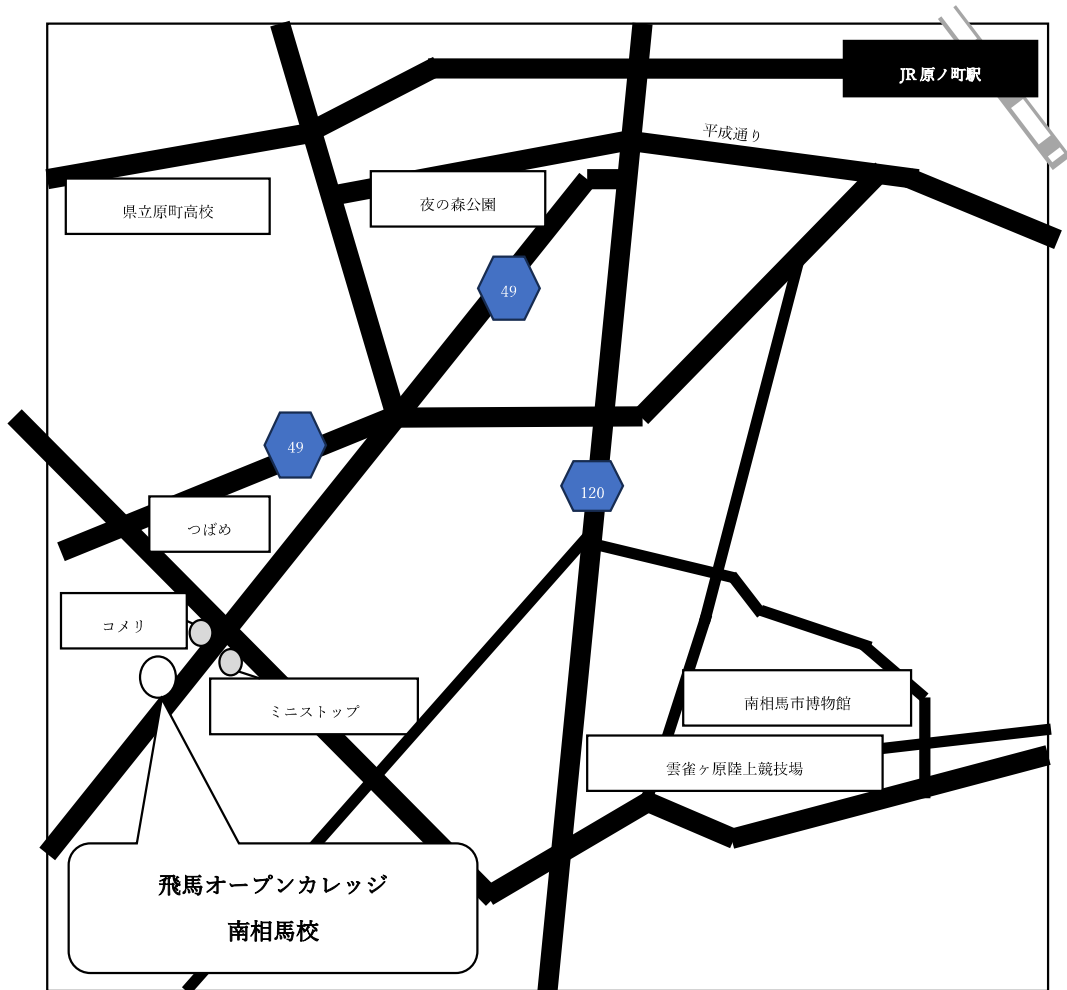 JR 原ノ町駅
平成通り
県立原町高校
夜の森公園
49
49
120
つばめ
コメリ
ミニストップ
南相馬市博物館
雲雀ヶ原陸上競技場
飛馬オープンカレッジ
南相馬校